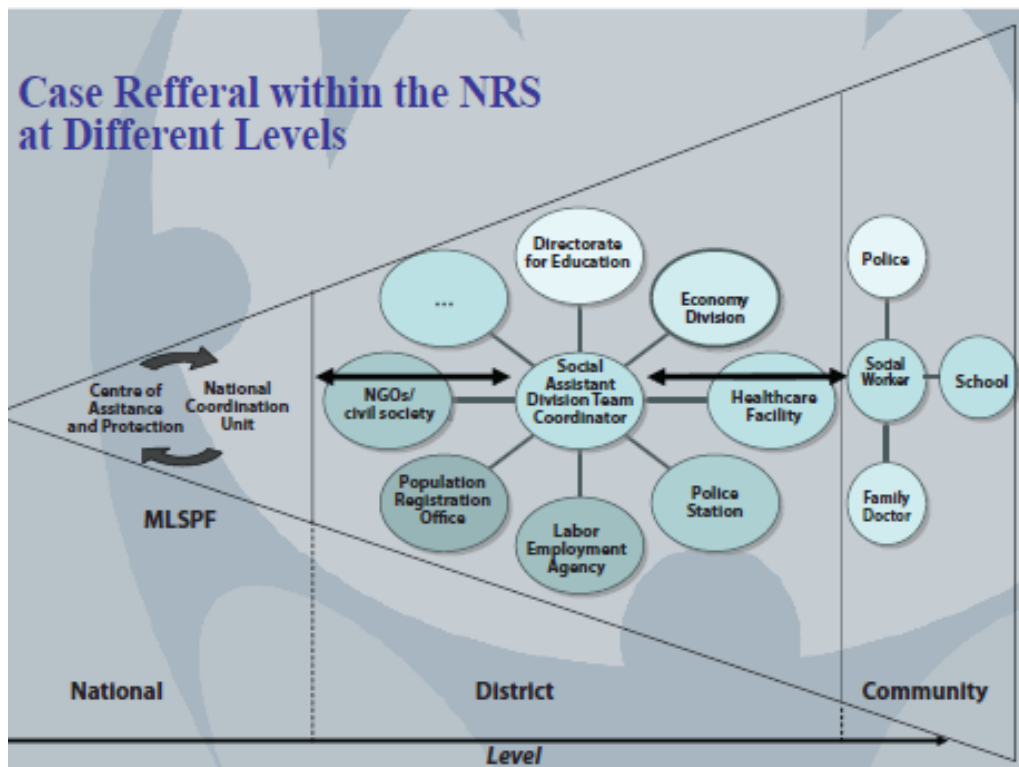 Case Refferal within the NRS
at Different Levels
Directorate
for Education
...
Economy
Division
Police
Centre of
Assitance
and Protection
National
Coordination
Unit
NGOs/
civil society
Social
Assistant
Division Team
Coordinator
Healthcare
Facility
Social
Worker
School
Population
Registration
Office
Labor
Employment
Agency
Police
Station
Family
Doctor
MLSPF
National
District
Community
Level